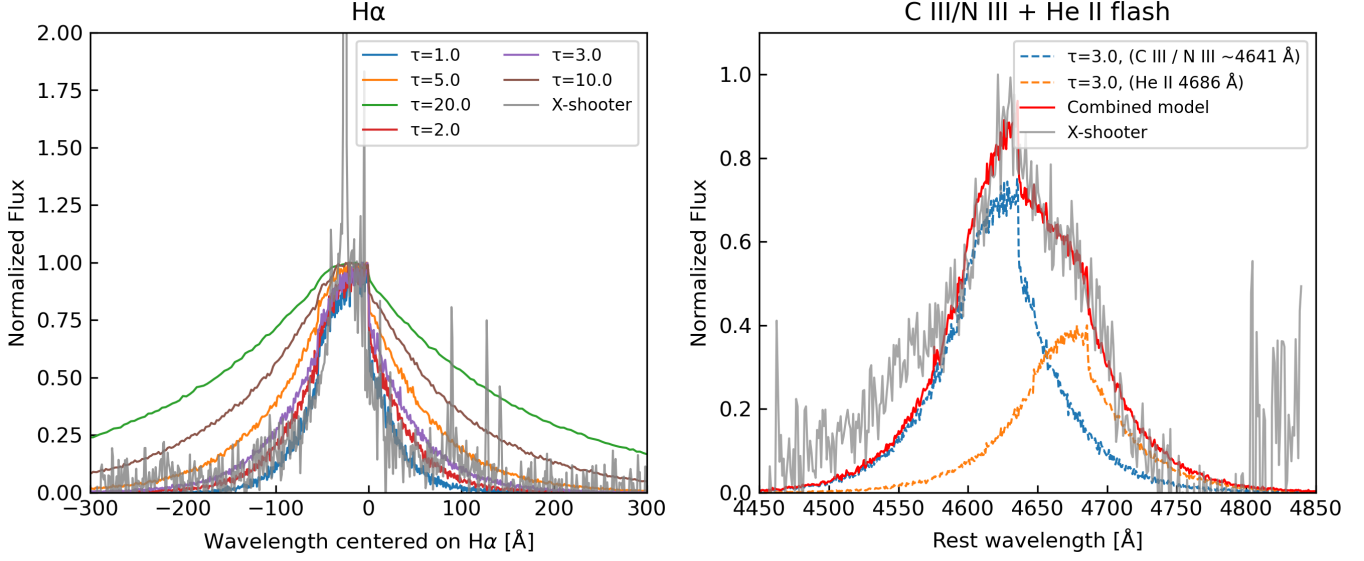 Hα
2.00
1.75
1.50
1.25
1.00
0.75
0.50
0.25
0.00
Normalized Flux
−300
−200
−100
0
100
200
300
Wavelength centered on Hα [Å]
τ=1.0
τ=5.0
τ=20.0
τ=2.0
τ=3.0
τ=10.0
X-shooter
C III/N III + He II flash
1.0
0.8
0.6
0.4
0.2
0.0
Normalized Flux
4450
4500
4550
4600
4650
4700
4750
4800
4850
Rest wavelength [Å]
τ=3.0, (C III / N III ~4641 Å)
τ=3.0, (He II 4686 Å)
Combined model
X-shooter